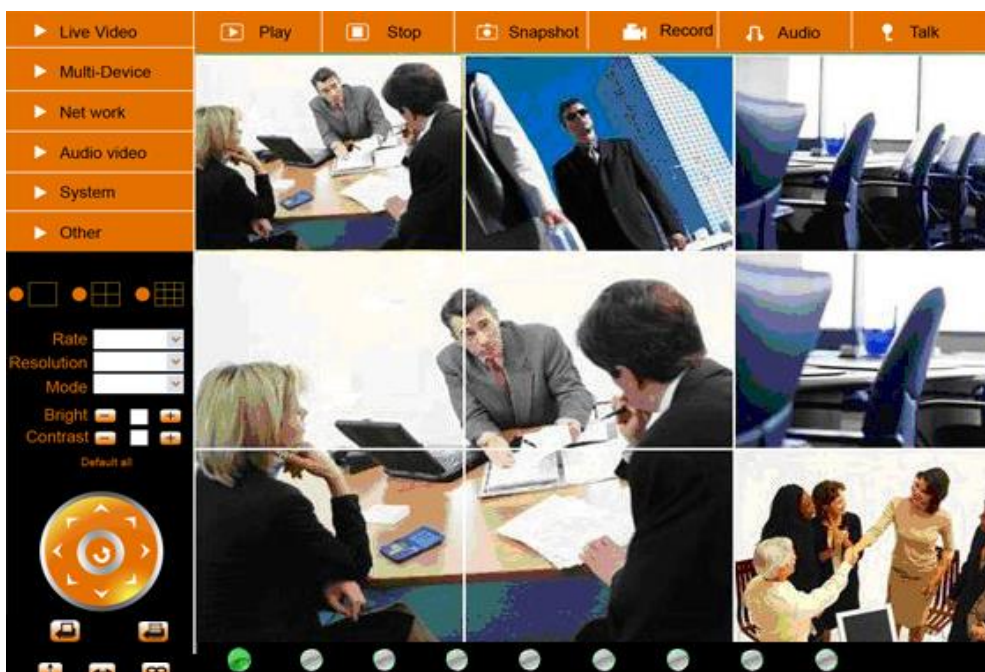 Live Video
Play
Stop
Snapshot
Record
Audio
Talk
Multi-Device
Net work
Audio video
System
Other
Rate
Resolution
Mode
Bright
Contrast
Default all